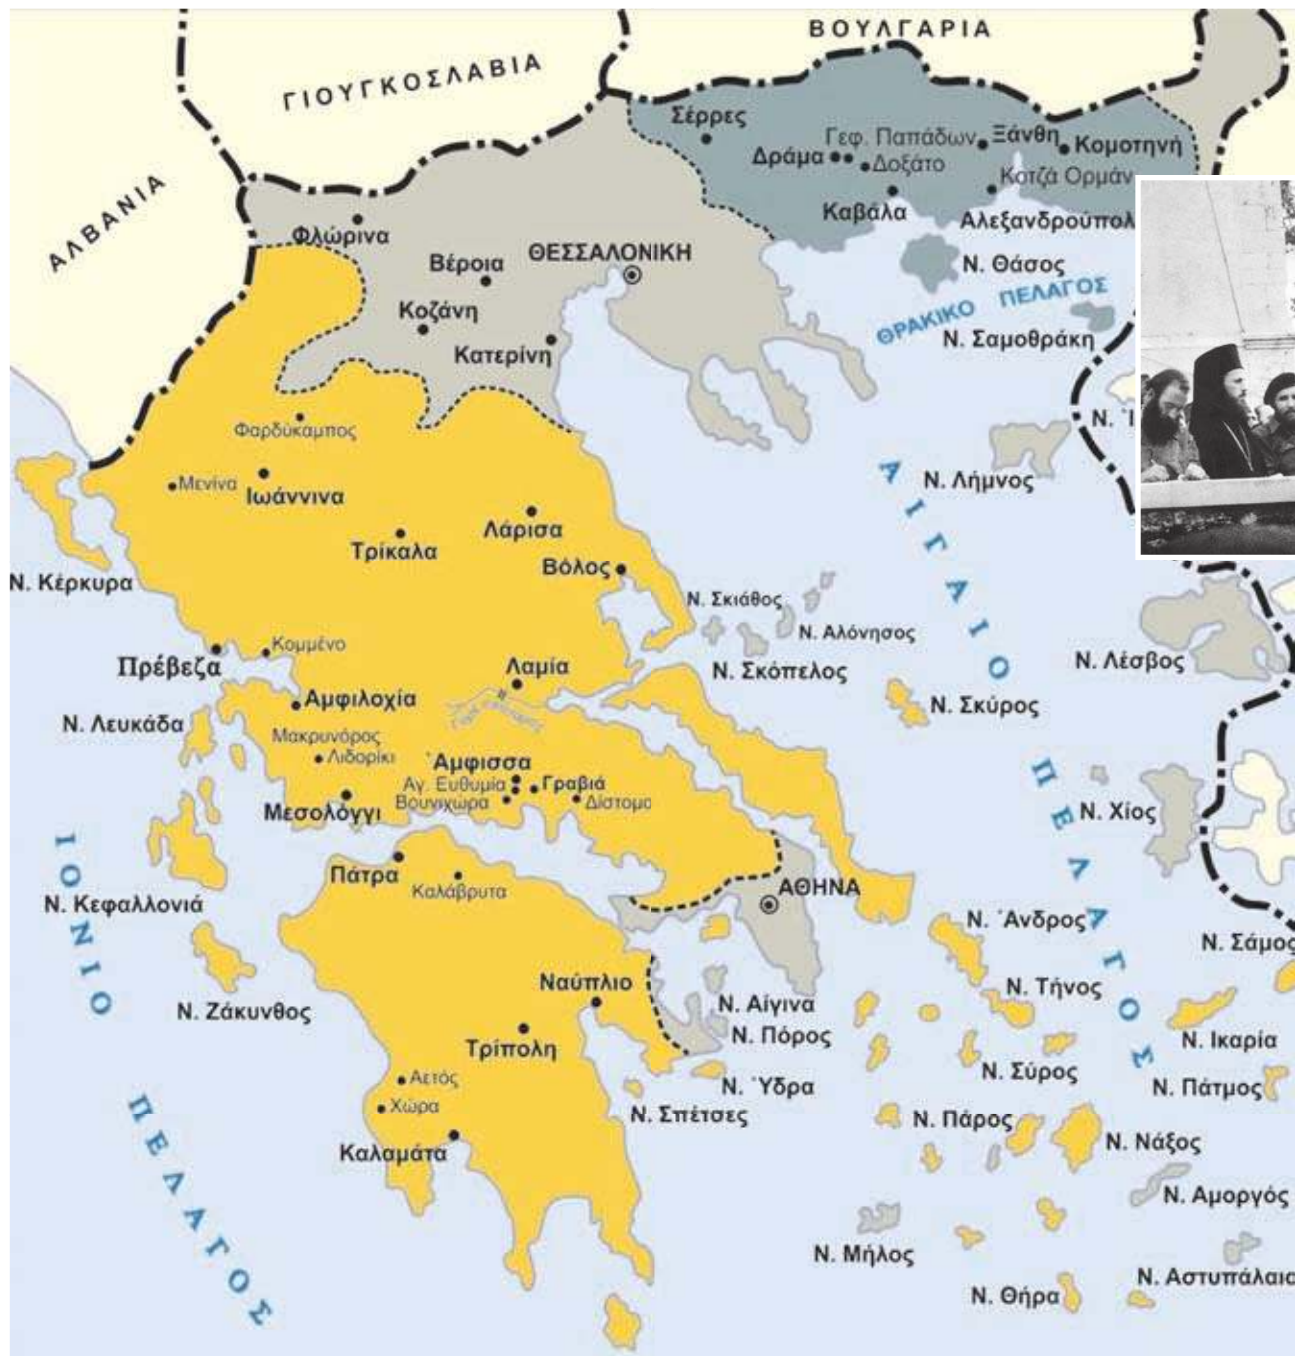 ΒΟΥΛΓΑΡΙΑ
ΓΙΟΥΓΚΟΣΛΑΒΙΑ
ΑΛΒΑΝΙΑ
Σέρρες
Γεφ. Παπάδων
Ξάνθη
Κομοτηνή
Δράμα
Δοξάτο
Κοτζά Ορμάν
Καβάλα
Αλεξανδρούπολ
Φλώρινα
Βέροια
ΘΕΣΣΑΛΟΝΙΚΗ
Ν. Θάσος
Κοζάνη
ΘΡΑΚΙΚΟ ΠΕΛΑΓΟΣ
Κατερίνη
Ν. Σαμοθράκη
Φαρδύκαμπος
Ν. Ί
Μενίνα
Ιωάννινα
Ν. Λήμνος
Λάρισα
Τρίκαλα
Βόλος
Ν. Κέρκυρα
Ν. Σκιάθος
Ν. Αλόνησος
Κομμένο
Πρέβεζα
Λαμία
Ν. Σκόπελος
Ν. Λέσβος
Αμφιλοχία
Ν. Σκύρος
Ν. Λευκάδα
Μακρυνόρος
Λιδορίκι
Άμφισσα
Αγ. Ευθυμία
Γραβιά
Βουνιχώρα
Δίστομο
Μεσολόγγι
Ν. Χίος
ΑΙΓΑΙΟ ΠΕΛΑΓΟΣ
Πάτρα
Καλάβρυτα
ΑΘΗΝΑ
Ν. Κεφαλλονιά
Ν. Άνδρος
Ν. Σάμος
Ναύπλιο
Ν. Τήνος
Ν. Αίγινα
Ν. Ζάκυνθος
Ν. Πόρος
Ν. Ικαρία
Τρίπολη
Ν. Σύρος
Αετός
Ν. Ύδρα
Ν. Πάτμος
Χώρα
Ν. Σπέτσες
Ν. Πάρος
Καλαμάτα
Ν. Νάξος
Ν. Αμοργός
Ν. Μήλος
Ν. Αστυπάλαια
Ν. Θήρα
ΙΟΝΙΟ ΠΕΛΑΓΟΣ